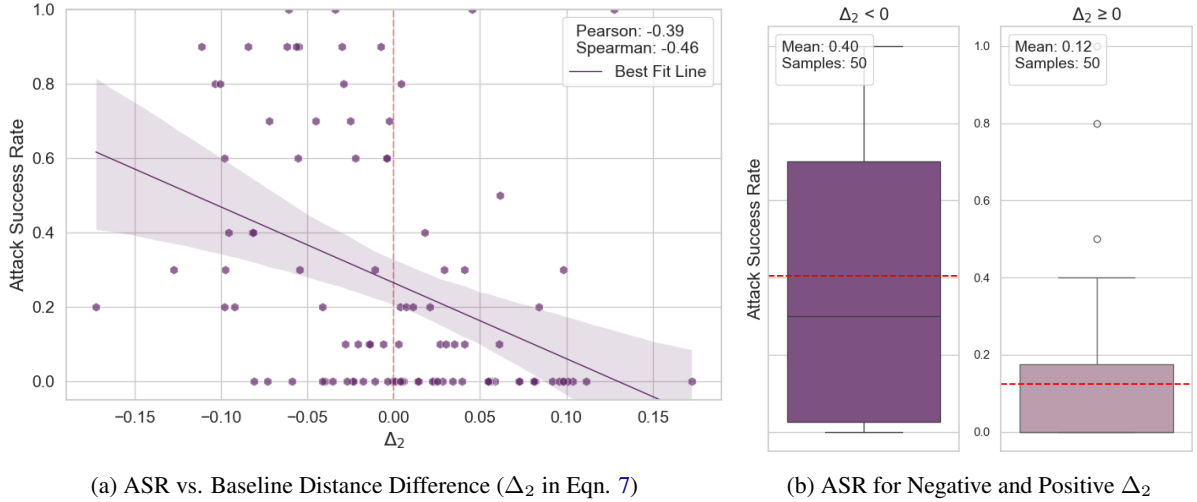 Pearson: -0.39
Spearman: -0.46
Best Fit Line
Attack Success Rate
1.0
0.8
0.6
0.4
0.2
0.0
−0.15
−0.10
−0.05
0.00
0.05
0.10
0.15
Δ₂
(a) ASR vs. Baseline Distance Difference (Δ₂ in Eqn. 7)
Δ₂ < 0
Mean: 0.40
Samples: 50
Attack Success Rate
Δ₂ ≥ 0
Mean: 0.12
Samples: 50
1.0
0.8
0.6
0.4
0.2
0.0
(b) ASR for Negative and Positive Δ₂